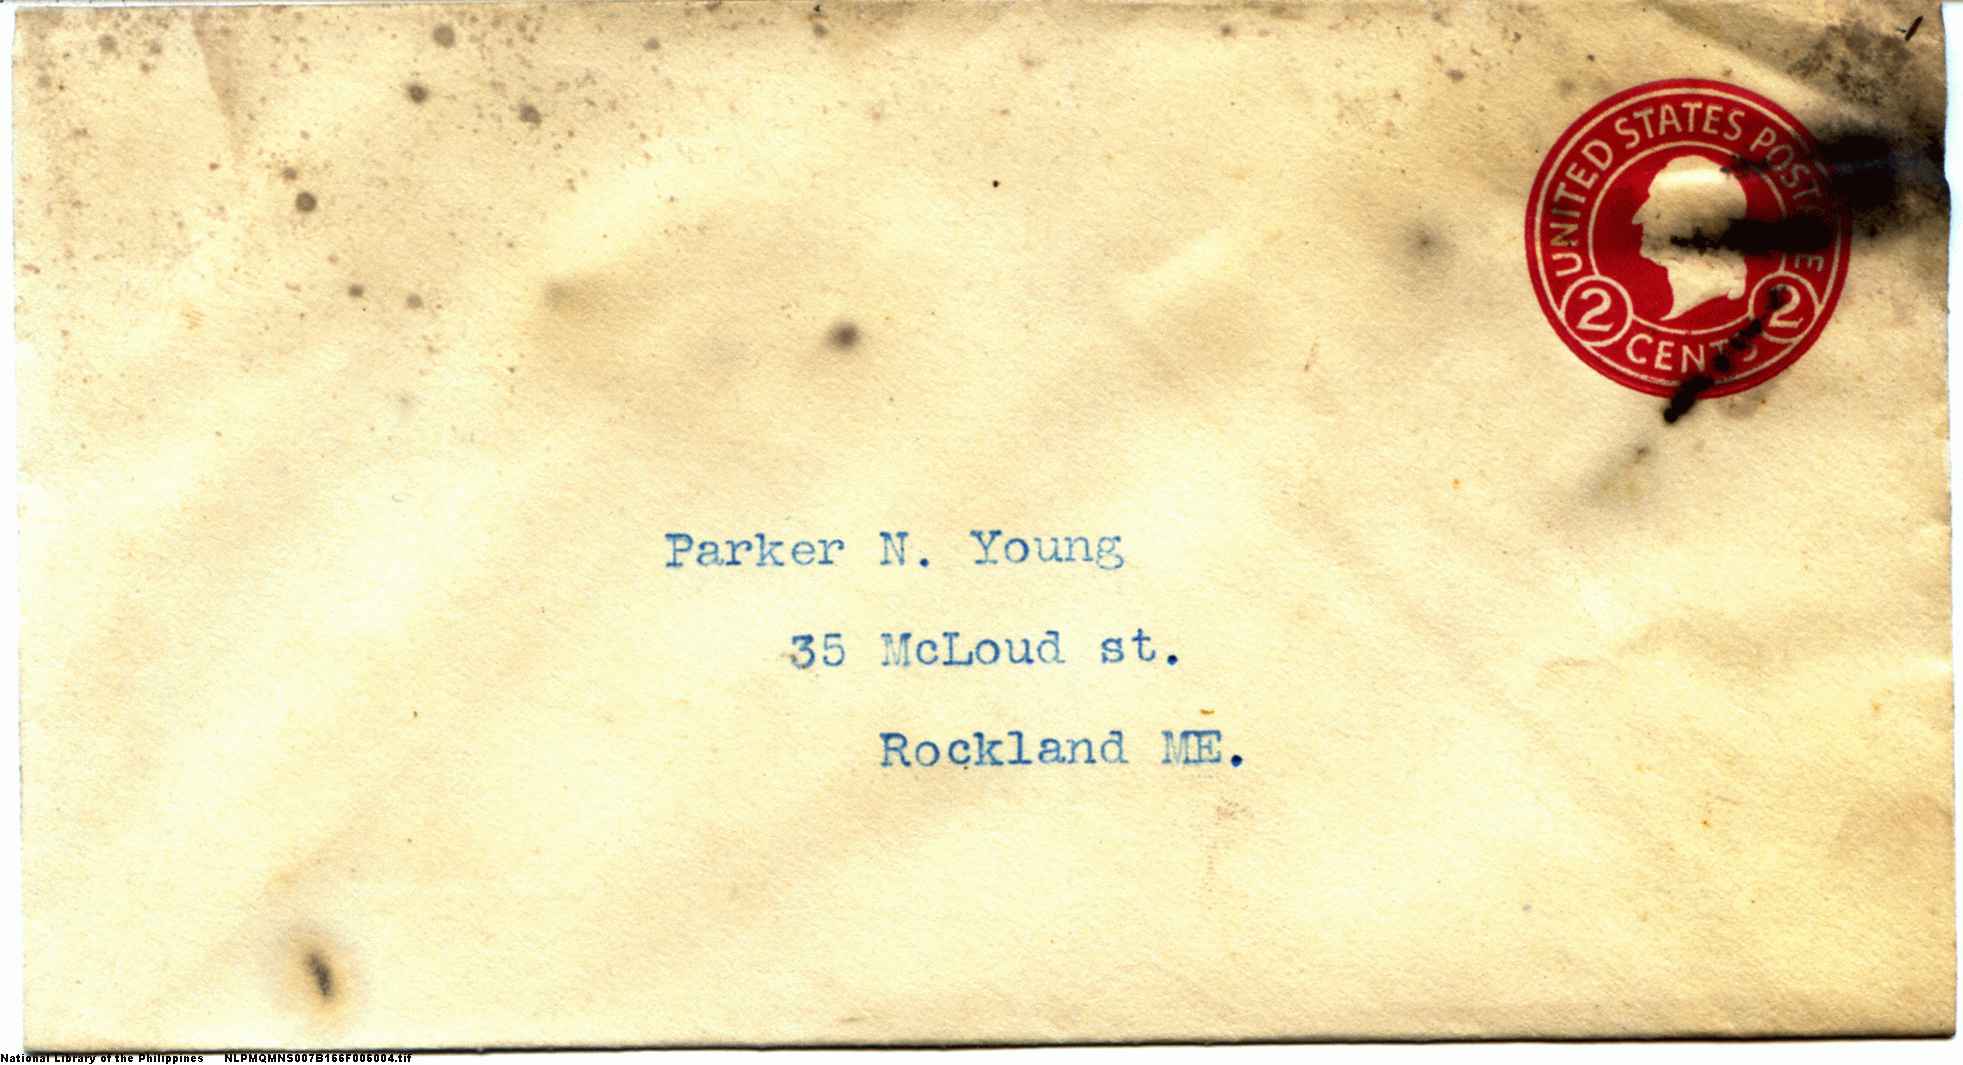 UNITED STATES POSTAGE
2 CENTS 2
Parker N. Young
35 McLoud st.
Rockland ME.
National Library of the Philippines NLPMQMNS007B166F006004.tif